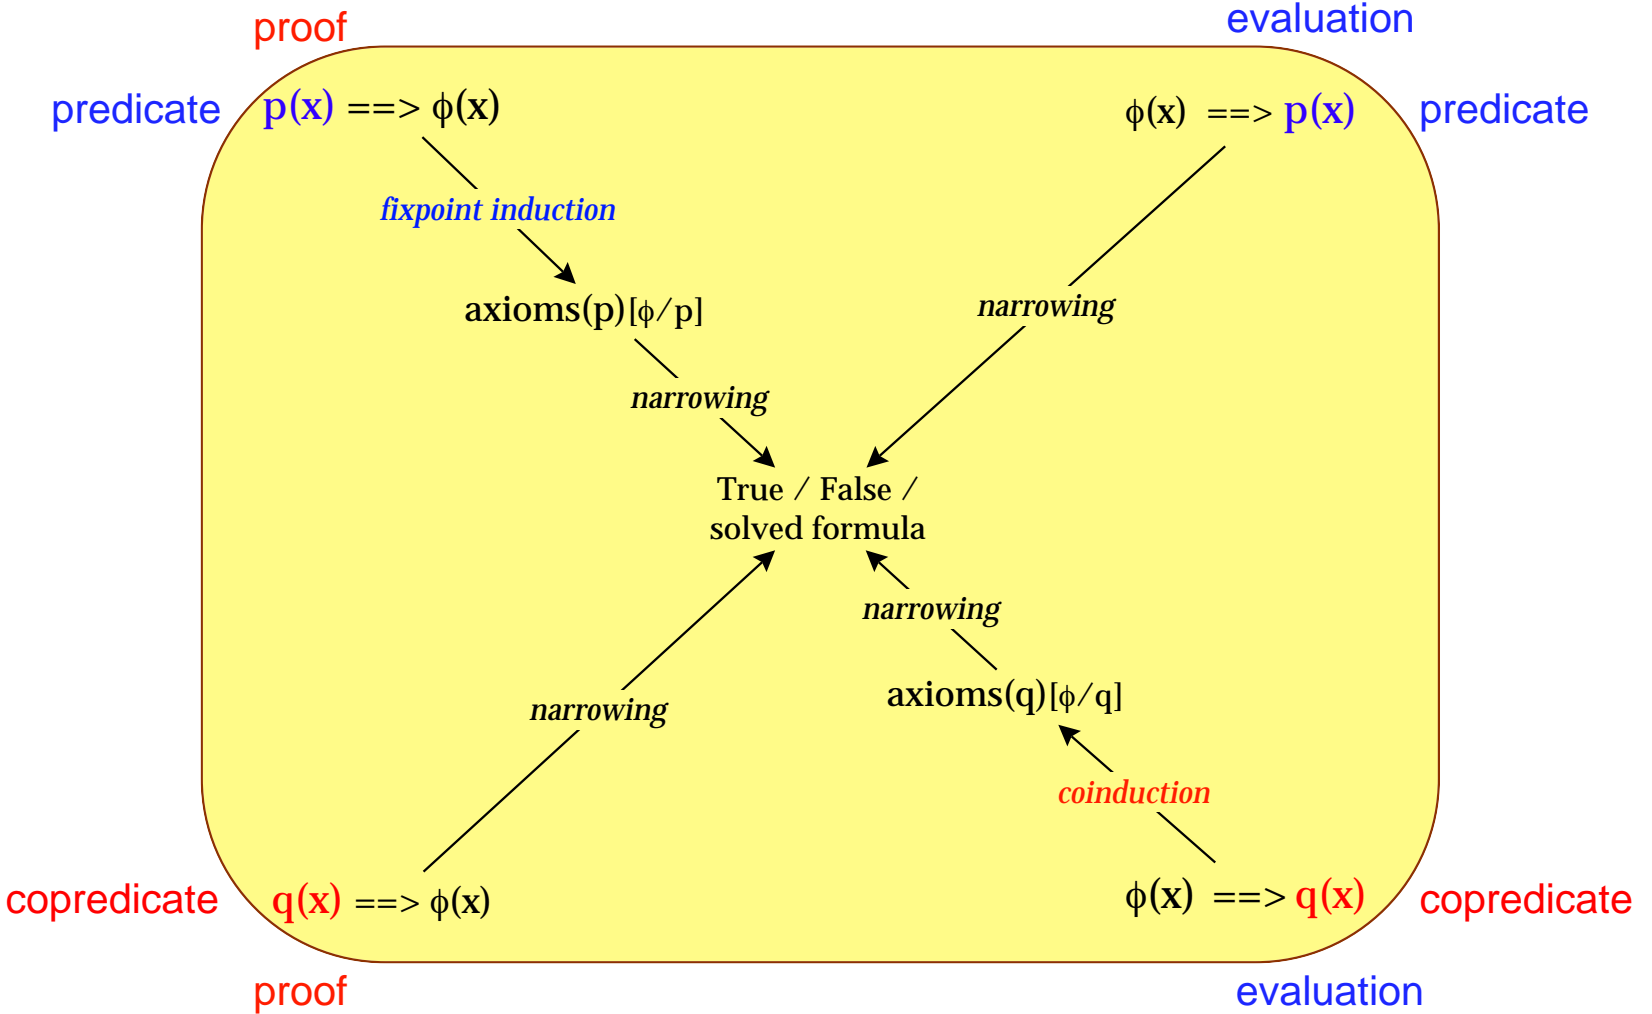 proof
evaluation
predicate
p(x) ==> ϕ(x)
ϕ(x) ==> p(x)
predicate
fixpoint induction
axioms(p)[ϕ/p]
narrowing
narrowing
True / False /
solved formula
narrowing
axioms(q)[ϕ/q]
narrowing
coinduction
copredicate
q(x) ==> ϕ(x)
ϕ(x) ==> q(x)
copredicate
proof
evaluation